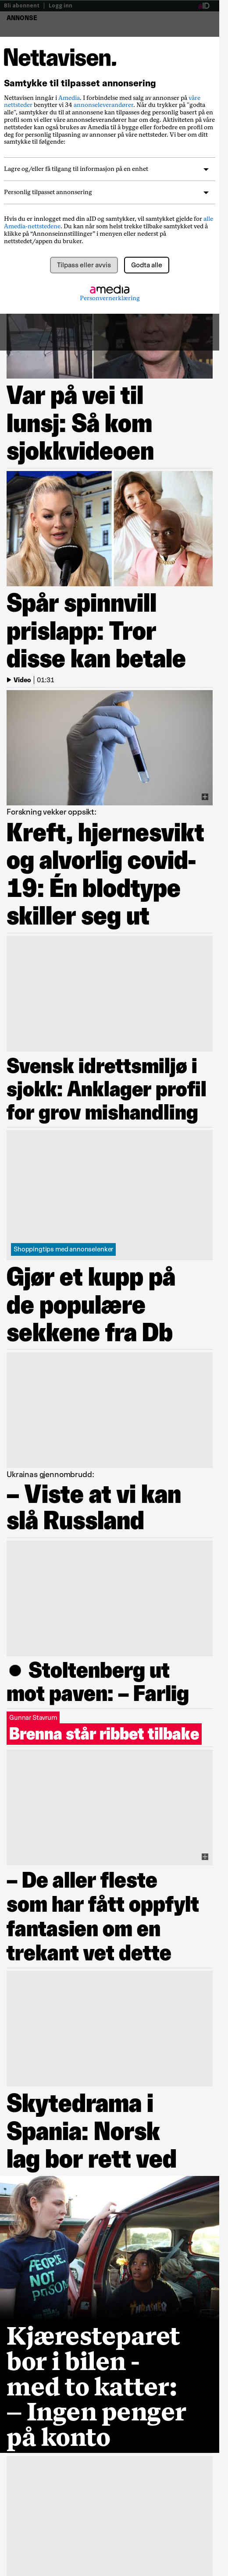 Bli abonnent | Logg inn
ANNONSE
Nettavisen.
Samtykke til tilpasset annonsering
Nettavisen inngår i Amedia. I forbindelse med salg av annonser på våre
nettsteder benytter vi 34 annonseleverandører. Når du trykker på "godta
alle", samtykker du til at annonsene kan tilpasses deg personlig basert på en
profil som vi eller våre annonseleverandører har om deg. Aktiviteten din på våre
nettsteder kan også brukes av Amedia til å bygge eller forbedre en profil om
deg for personlig tilpasning av annonser på våre nettsteder. Vi ber om ditt
samtykke til følgende:
Lagre og/eller få tilgang til informasjon på en enhet
Personlig tilpasset annonsering
Hvis du er innlogget med din aID og samtykker, vil samtykket gjelde for alle
Amedia-nettstedene. Du kan når som helst trekke tilbake samtykket ved å
klikke på “Annonseinnstillinger” i menyen eller nederst på
nettstedet/appen du bruker.
Tilpass eller avvis
Godta alle
amedia
Personvernerklæring
Var på vei til
lunsj: Så kom
sjokkvideoen
Spår spinnvill
prislapp: Tror
disse kan betale
Video | 01:31
Forskning vekker oppsikt:
Kreft, hjernesvikt
og alvorlig covid-
19: Én blodtype
skiller seg ut
Svensk idrettsmiljø i
sjokk: Anklager profil
for grov mishandling
Shoppingtips med annonselenker
Gjør et kupp på
de populære
sekkene fra Db
Ukrainas gjennombrudd:
– Viste at vi kan
slå Russland
● Stoltenberg ut
mot paven: – Farlig
Gunnar Stavrum
Brenna står ribbet tilbake
– De aller fleste
som har fått oppfylt
fantasien om en
trekant vet dette
Skytedrama i
Spania: Norsk
lag bor rett ved
Kjæresteparet
bor i bilen -
med to katter:
– Ingen penger
på konto